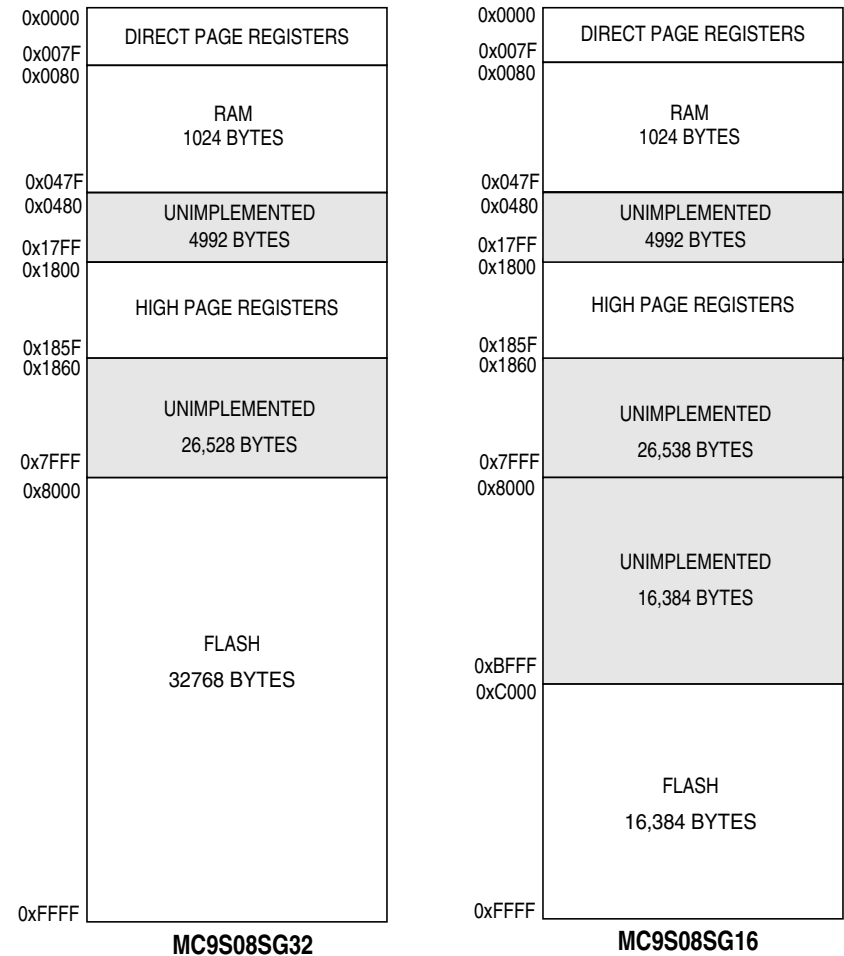 0x0000
DIRECT PAGE REGISTERS
0x007F
0x0080
RAM
1024 BYTES
0x047F
0x0480
UNIMPLEMENTED
4992 BYTES
0x17FF
0x1800
HIGH PAGE REGISTERS
0x185F
0x1860
UNIMPLEMENTED
26,528 BYTES
0x7FFF
0x8000
FLASH
32768 BYTES
0xFFFF
MC9S08SG32
0x0000
DIRECT PAGE REGISTERS
0x007F
0x0080
RAM
1024 BYTES
0x047F
0x0480
UNIMPLEMENTED
4992 BYTES
0x17FF
0x1800
HIGH PAGE REGISTERS
0x185F
0x1860
UNIMPLEMENTED
26,538 BYTES
0x7FFF
0x8000
UNIMPLEMENTED
16,384 BYTES
0xBFFF
0xC000
FLASH
16,384 BYTES
0xFFFF
MC9S08SG16